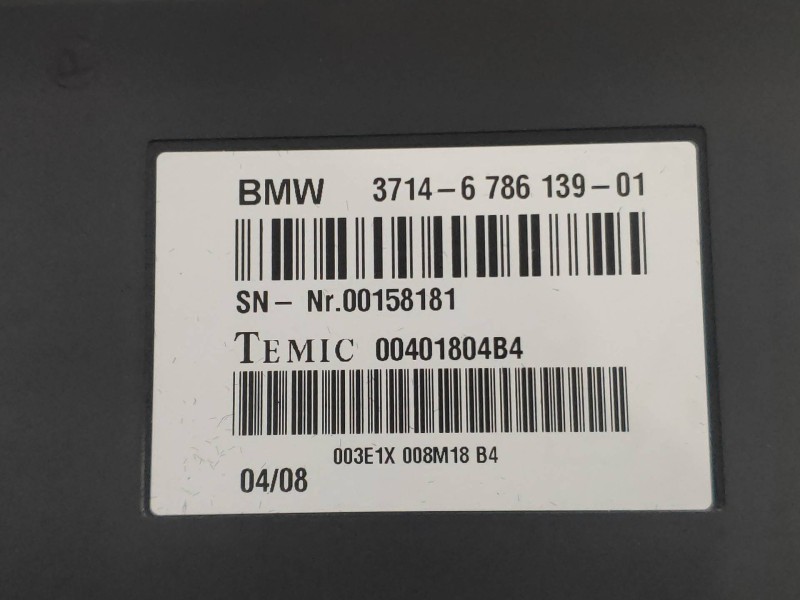 BMW 3714-6 786 139-01
SN- Nr.00158181
TEMIC 00401804B4
003E1X 008M18 B4
04/08